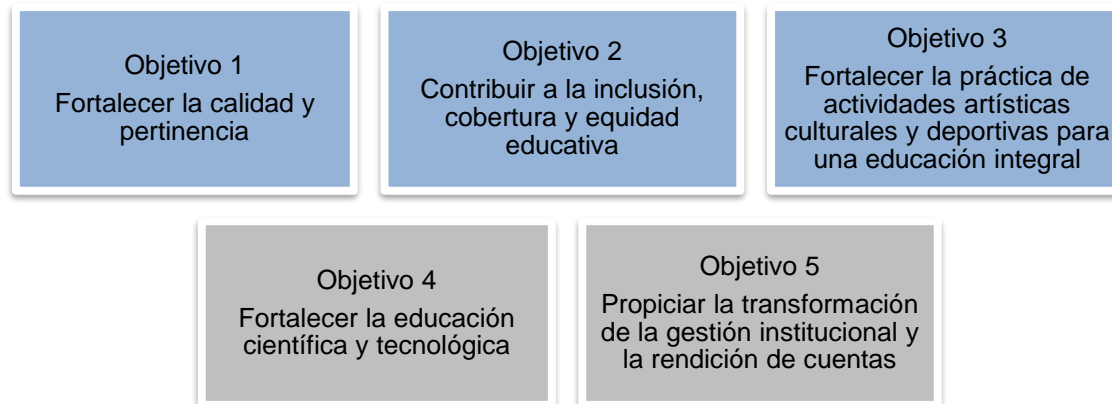 Objetivo 1
Fortalecer la calidad y
pertinencia
Objetivo 2
Contribuir a la inclusión,
cobertura y equidad
educativa
Objetivo 3
Fortalecer la práctica de
actividades artísticas
culturales y deportivas para
una educación integral
Objetivo 4
Fortalecer la educación
científica y tecnológica
Objetivo 5
Propiciar la transformación
de la gestión institucional y
la rendición de cuentas